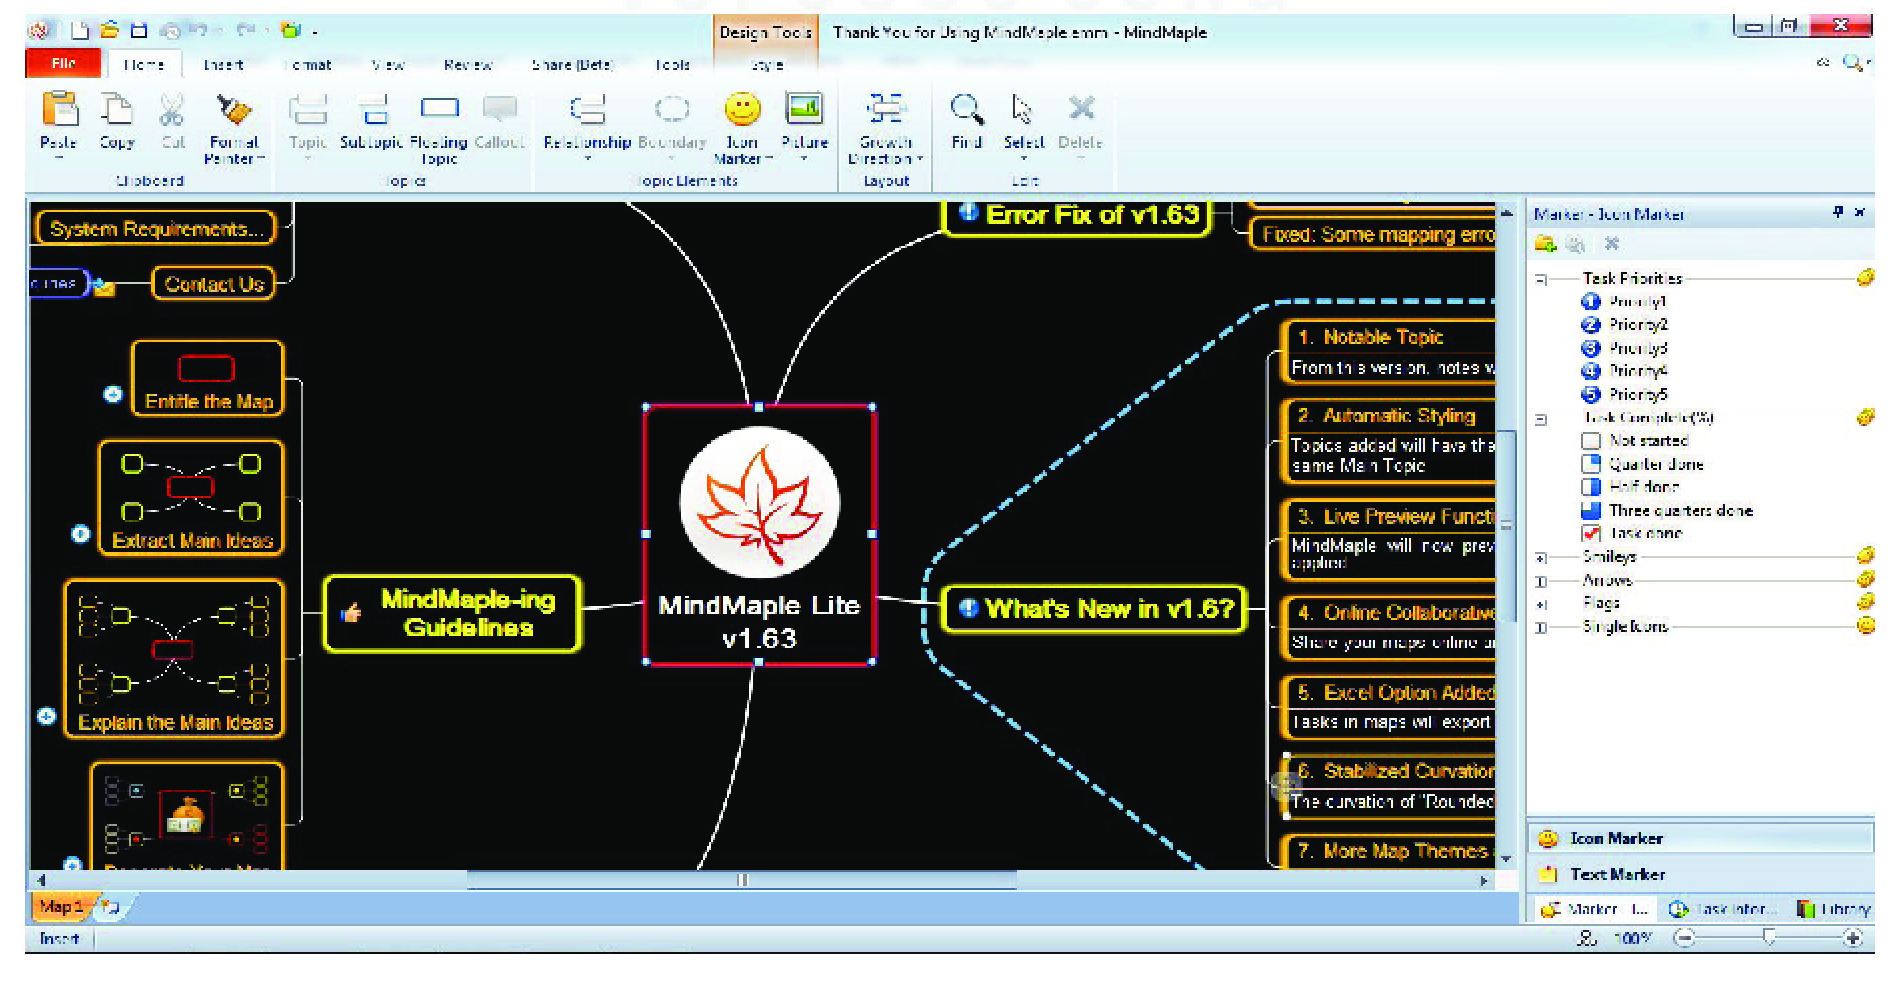 Design Tools
Thank You for Using MindMaple.emm - MindMaple
File Home Insert Format View Review Share (Beta) Tools Style
Paste Copy Cut Format Painter
Topic Subtopic Floating Topic Callout
Relationship Boundary Icon Marker Picture
Growth Direction
Find Select Delete
Clipboard Topics Topic Elements Layout Edit
System Requirements...
Contact Us
Entitle the Map
Extract Main Ideas
Explain the Main Ideas
MindMaple-ing
Guidelines
MindMaple Lite
v1.63
Error Fix of v1.63
Fixed: Some mapping erro
What's New in v1.6?
1. Notable Topic
From this version, notes w
2. Automatic Styling
Topics added will have the
same Main Topic
3. Live Preview Functi
MindMaple will now prev
applied
4. Online Collaborative
Share your maps online
5. Excel Option Added
Tasks in maps will export
6. Stabilized Curvation
The curvation of "Rounded
7. More Map Themes
Marker - Icon Marker
Task Priorities
Priority1
Priority2
Priority3
Priority4
Priority5
Task Complete(%)
Not started
Quarter done
Half done
Three quarters done
Task done
Smileys
Arrows
Flags
Single Icons
Icon Marker
Text Marker
Marker - I... Task Infor... Library
Map 1
Insert
100%